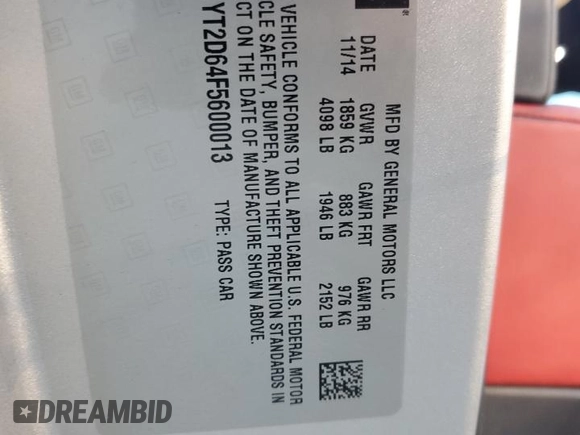 MFD BY GENERAL MOTORS LLC
DATE GVWR GAWR FRT GAWR RR
11/14 1859 KG 883 KG 976 KG
4098 LB 1946 LB 2152 LB
VEHICLE CONFORMS TO ALL APPLICABLE U.S. FEDERAL MOTOR
CLE SAFETY, BUMPER, AND THEFT PREVENTION STANDARDS IN
CT ON THE DATE OF MANUFACTURE SHOWN ABOVE.
YT2D64F5600013 TYPE: PASS CAR
DREAMBID